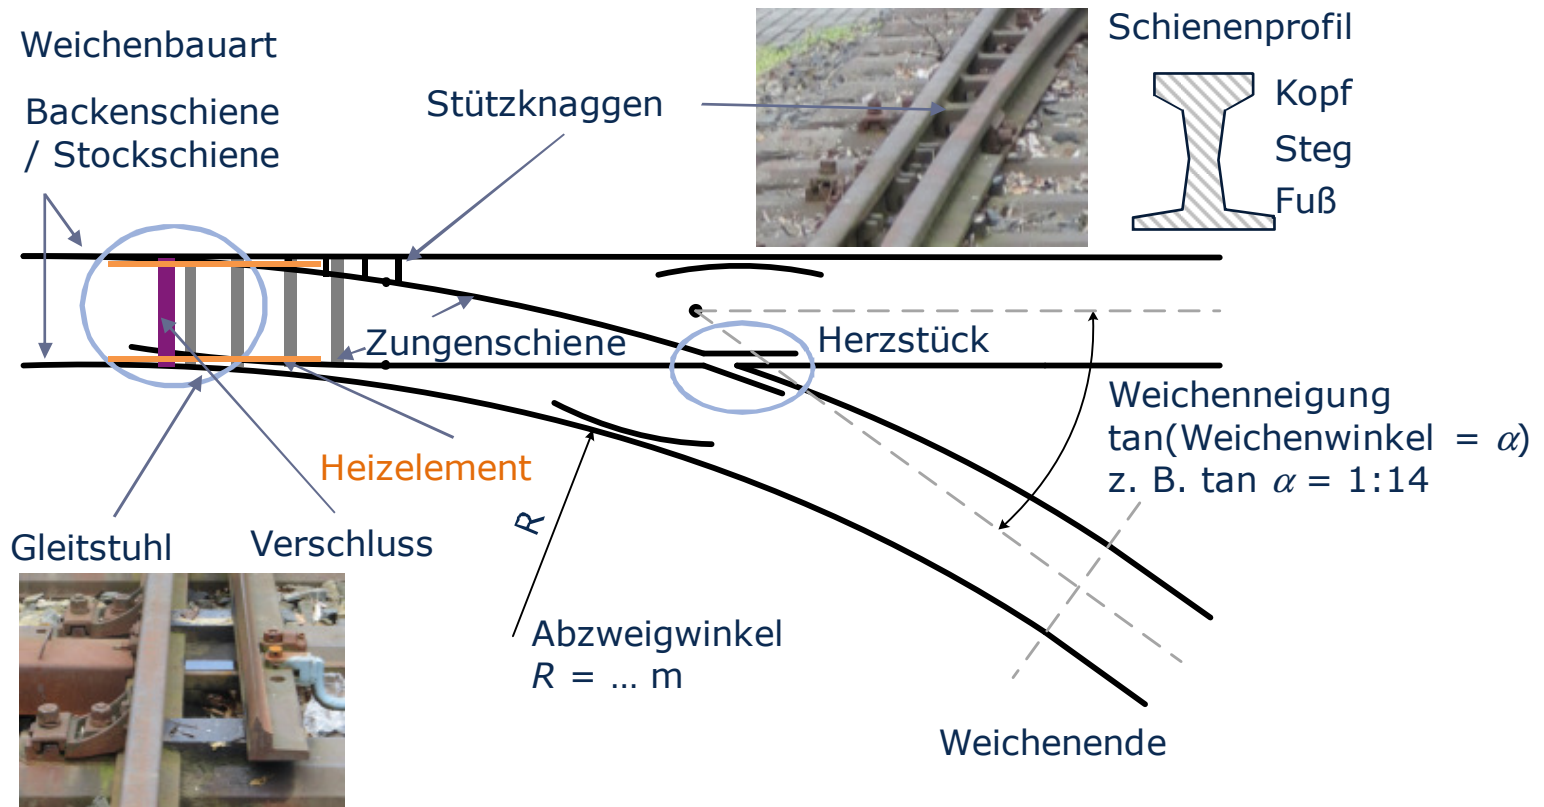 Weichenbauart
Backenschiene
/ Stockschiene
Stützknaggen
Schienenprofil
Kopf
Steg
Fuß
Zungenschiene
Herzstück
Weichenneigung
tan(Weichenwinkel = α)
z. B. tan α = 1:14
Heizelement
R
Gleitstuhl
Verschluss
Abzweigwinkel
R = ... m
Weichenende